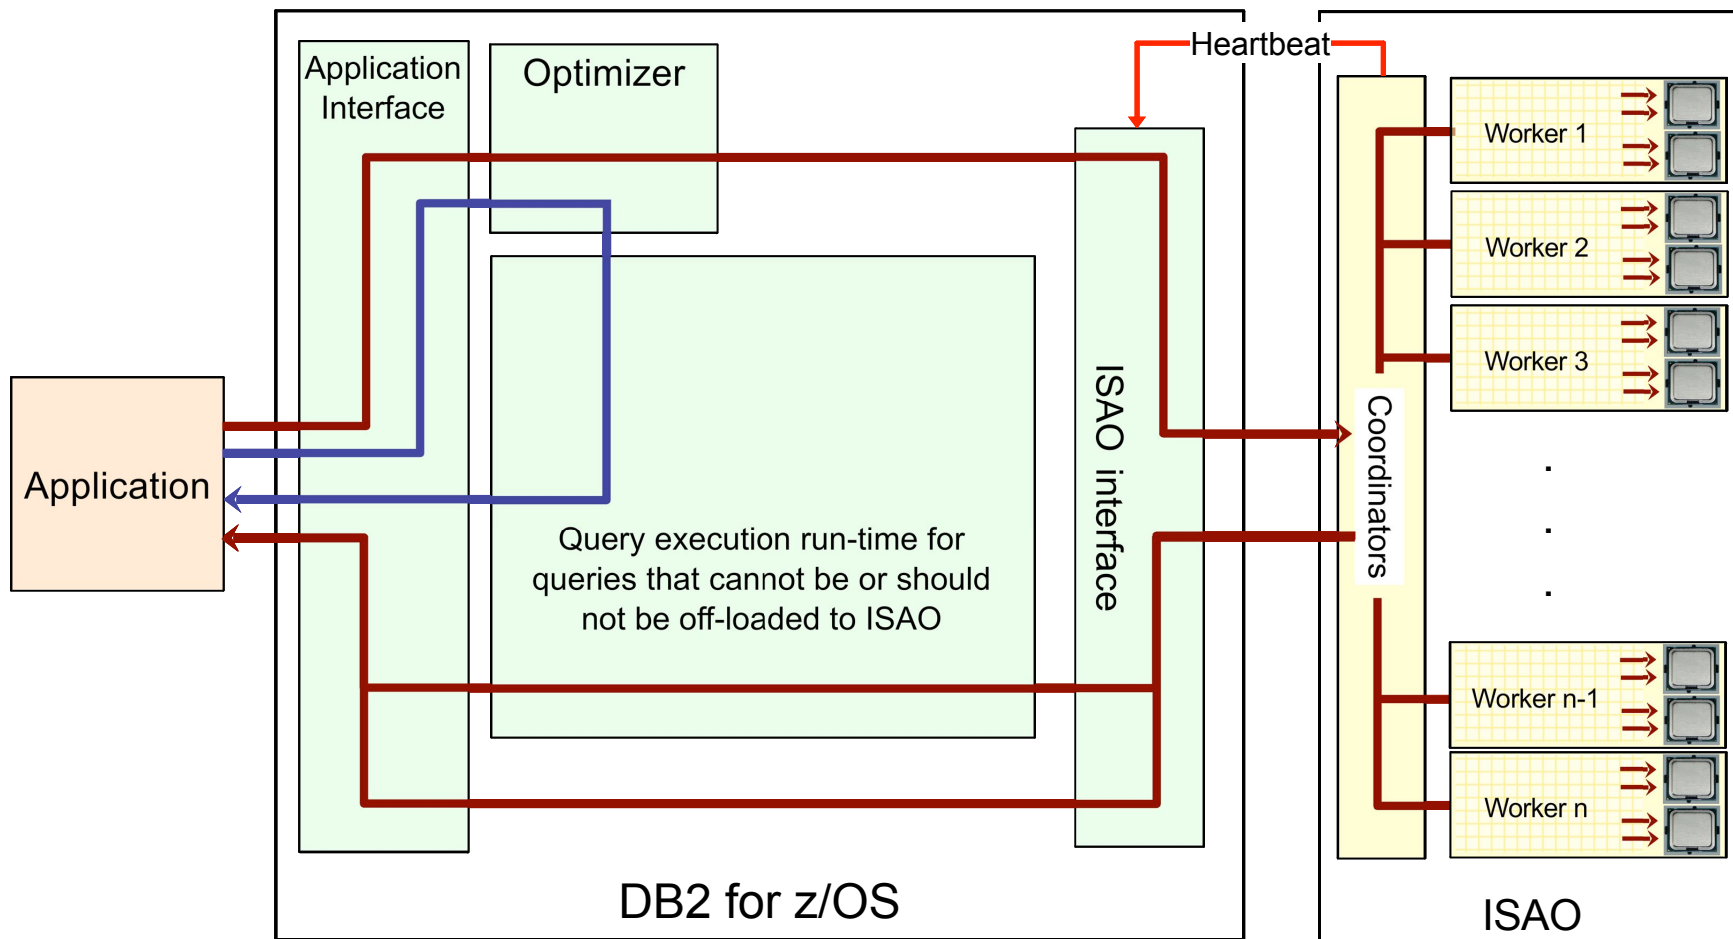 Application
Application
Interface
Optimizer
Query execution run-time for
queries that cannot be or should
not be off-loaded to ISAO
ISAO interface
DB2 for z/OS
Heartbeat
Coordinators
Worker 1
Worker 2
Worker 3
.
.
.
Worker n-1
Worker n
ISAO